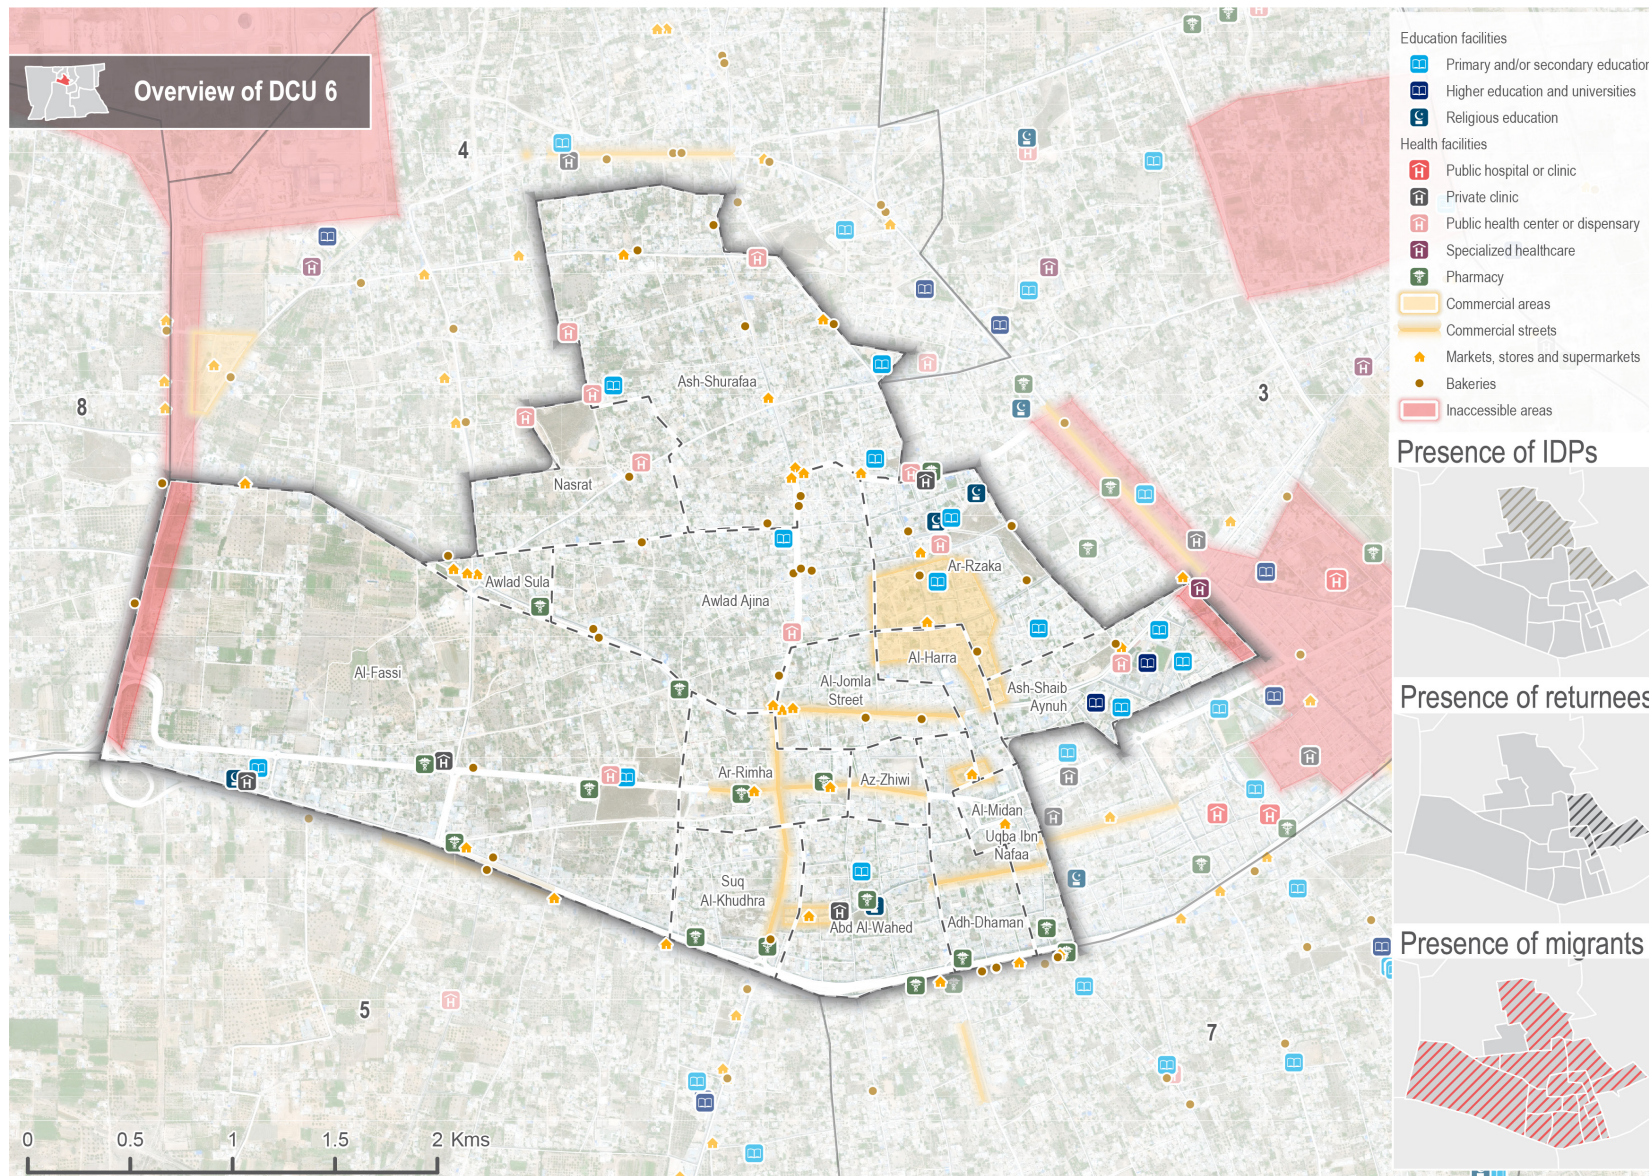 Overview of DCU 6
4
8
3
5
7
Ash-Shurafaa
Nasrat
Awlad Sula
Awlad Ajina
Ar-Rzaka
Al-Fassi
Al-Harra
Al-Jomla
Street
Ash-Shaib
Aynuh
Ar-Rimha
Az-Zhiwi
Al-Midan
Uqba Ibn
Nafaa
Suq
Al-Khudhra
Abd Al-Wahed
Adh-Dhaman
0 0.5 1 1.5 2 Kms
Education facilities
Primary and/or secondary education
Higher education and universities
Religious education
Health facilities
Public hospital or clinic
Private clinic
Public health center or dispensary
Specialized healthcare
Pharmacy
Commercial areas
Commercial streets
Markets, stores and supermarkets
Bakeries
Inaccessible areas
Presence of IDPs
Presence of returnees
Presence of migrants